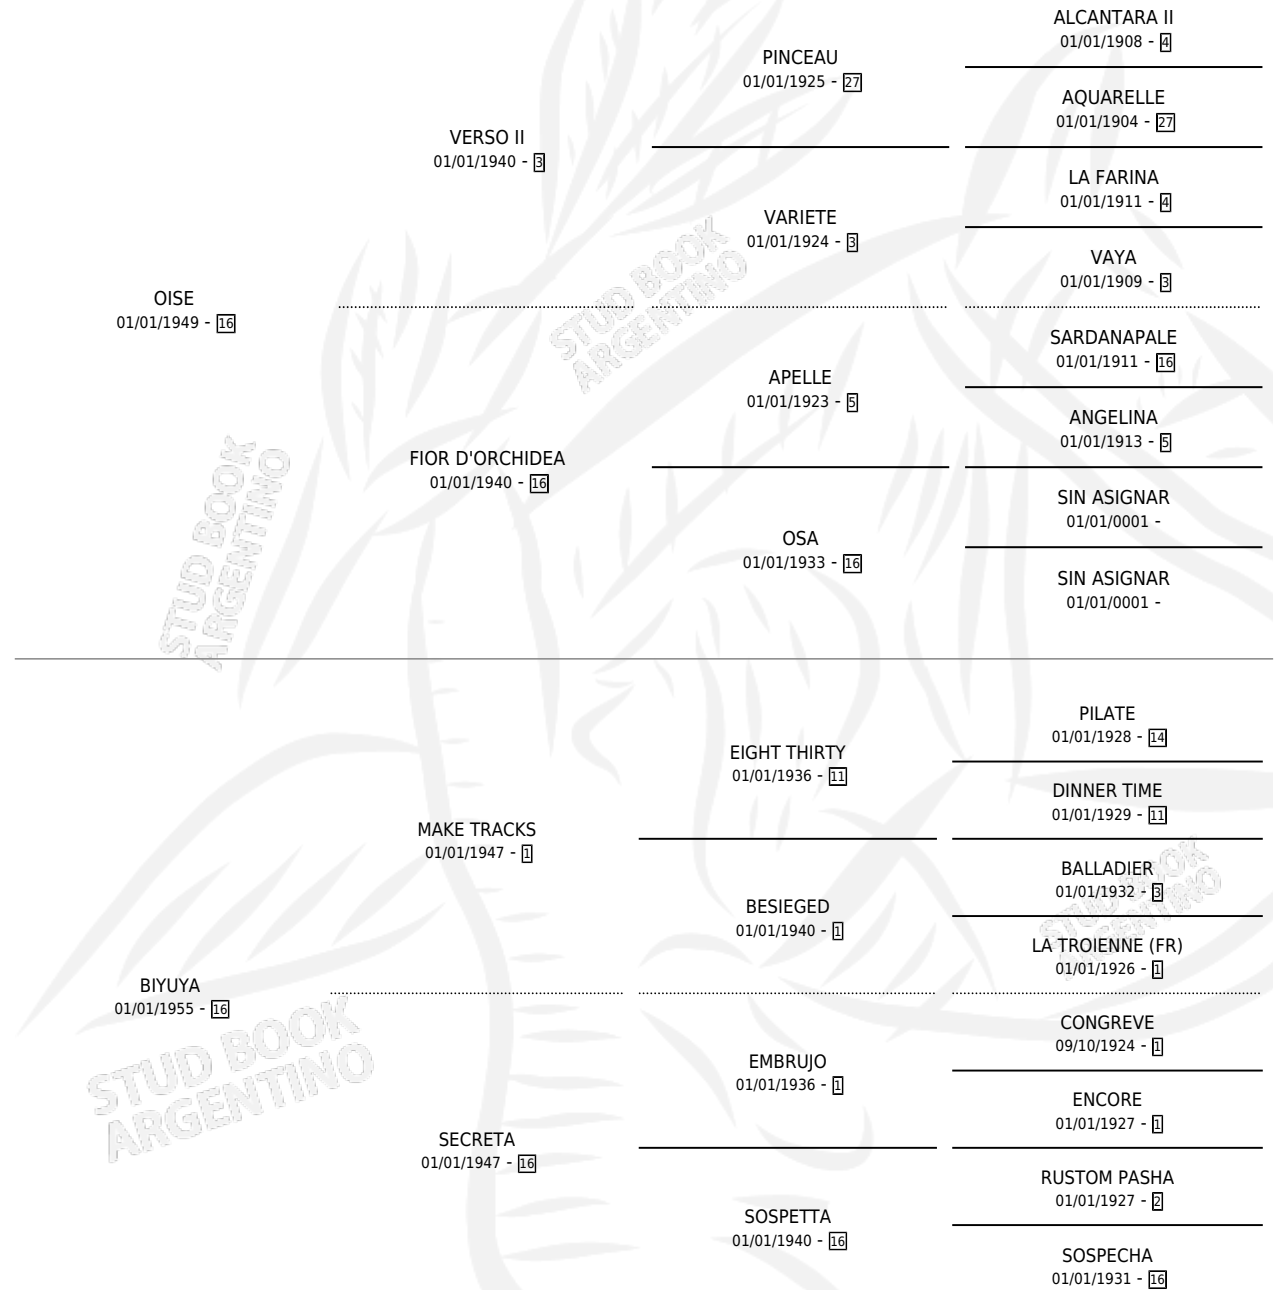 ALCANTARA II
01/01/1908 - 4
PINCEAU
01/01/1925 - 27
AQUARELLE
01/01/1904 - 27
VERSO II
01/01/1940 - 3
LA FARINA
01/01/1911 - 4
VARIETE
01/01/1924 - 3
VAYA
01/01/1909 - 3
OISE
01/01/1949 - 16
SARDANAPALE
01/01/1911 - 16
APELLE
01/01/1923 - 5
ANGELINA
01/01/1913 - 5
FIOR D'ORCHIDEA
01/01/1940 - 16
SIN ASIGNAR
01/01/0001 -
OSA
01/01/1933 - 16
SIN ASIGNAR
01/01/0001 -
STUD BOOK
ARGENTINO
STUD BOOK
ARGENTINO
PILATE
01/01/1928 - 14
EIGHT THIRTY
01/01/1936 - 11
DINNER TIME
01/01/1929 - 11
MAKE TRACKS
01/01/1947 - 1
BALLADIER
01/01/1932 - 3
BESIEGED
01/01/1940 - 1
LA TROIENNE (FR)
01/01/1926 - 1
BIYUYA
01/01/1955 - 16
CONGREVE
09/10/1924 - 1
EMBRUJO
01/01/1936 - 1
ENCORE
01/01/1927 - 1
SECRETA
01/01/1947 - 16
RUSTOM PASHA
01/01/1927 - 2
SOSPETTA
01/01/1940 - 16
SOSPECHA
01/01/1931 - 16
STUD BOOK
ARGENTINO
STUD BOOK
ARGENTINO